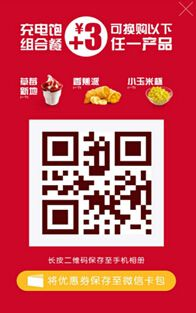 充电饱
组合餐
¥
+3
可换购以下
任一产品
草莓
新地
香蕉派
小玉米杯
长按二维码保存至手机相册
将优惠券保存至微信卡包